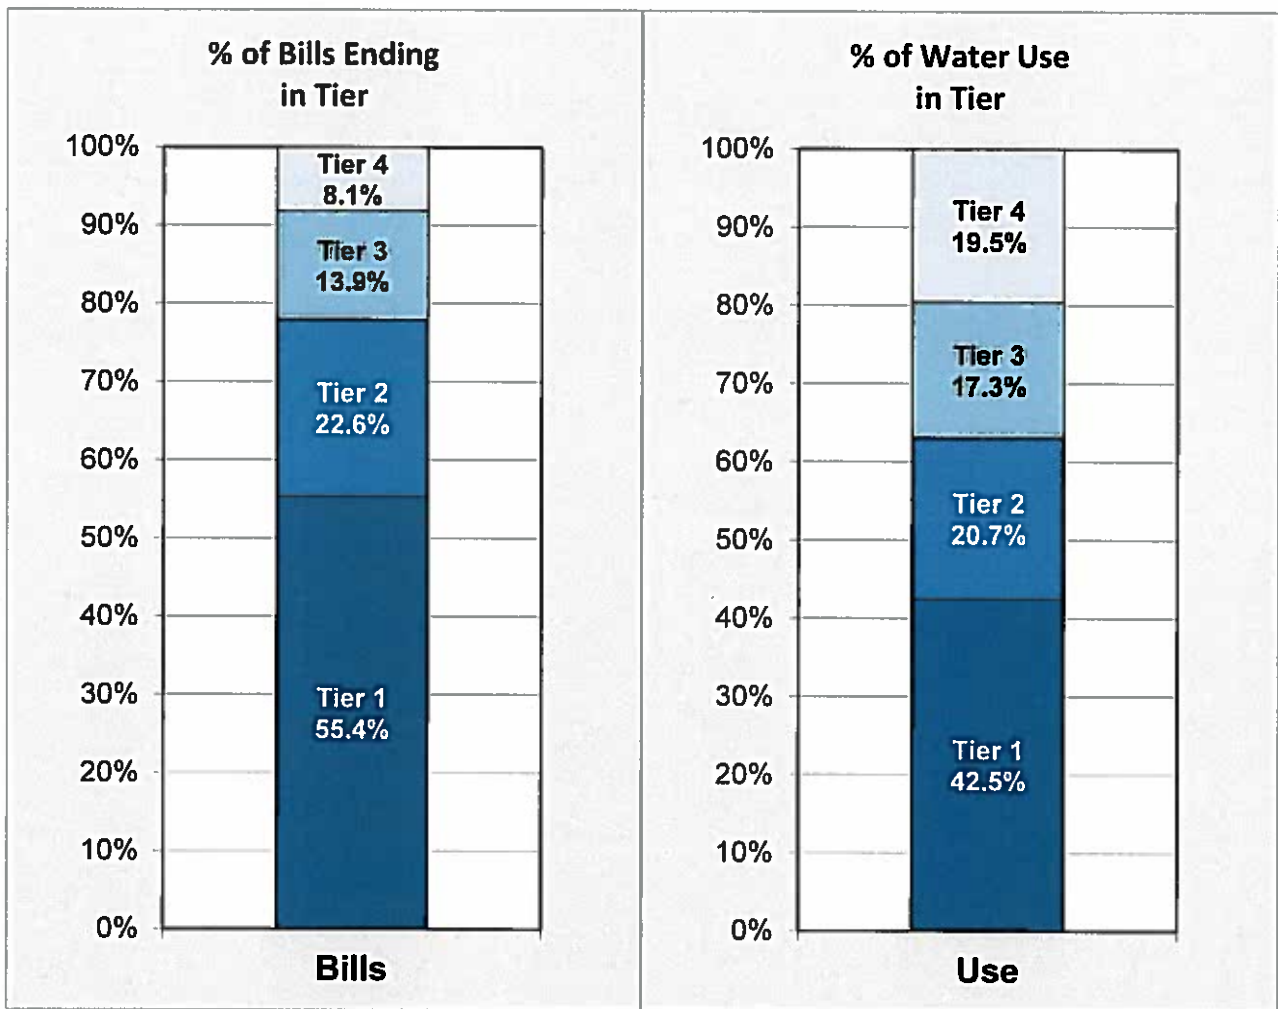 % of Bills Ending
in Tier
100%
90%
80%
70%
60%
50%
40%
30%
20%
10%
0%
Tier 4
8.1%
Tier 3
13.9%
Tier 2
22.6%
Tier 1
55.4%
Bills
% of Water Use
in Tier
100%
90%
80%
70%
60%
50%
40%
30%
20%
10%
0%
Tier 4
19.5%
Tier 3
17.3%
Tier 2
20.7%
Tier 1
42.5%
Use